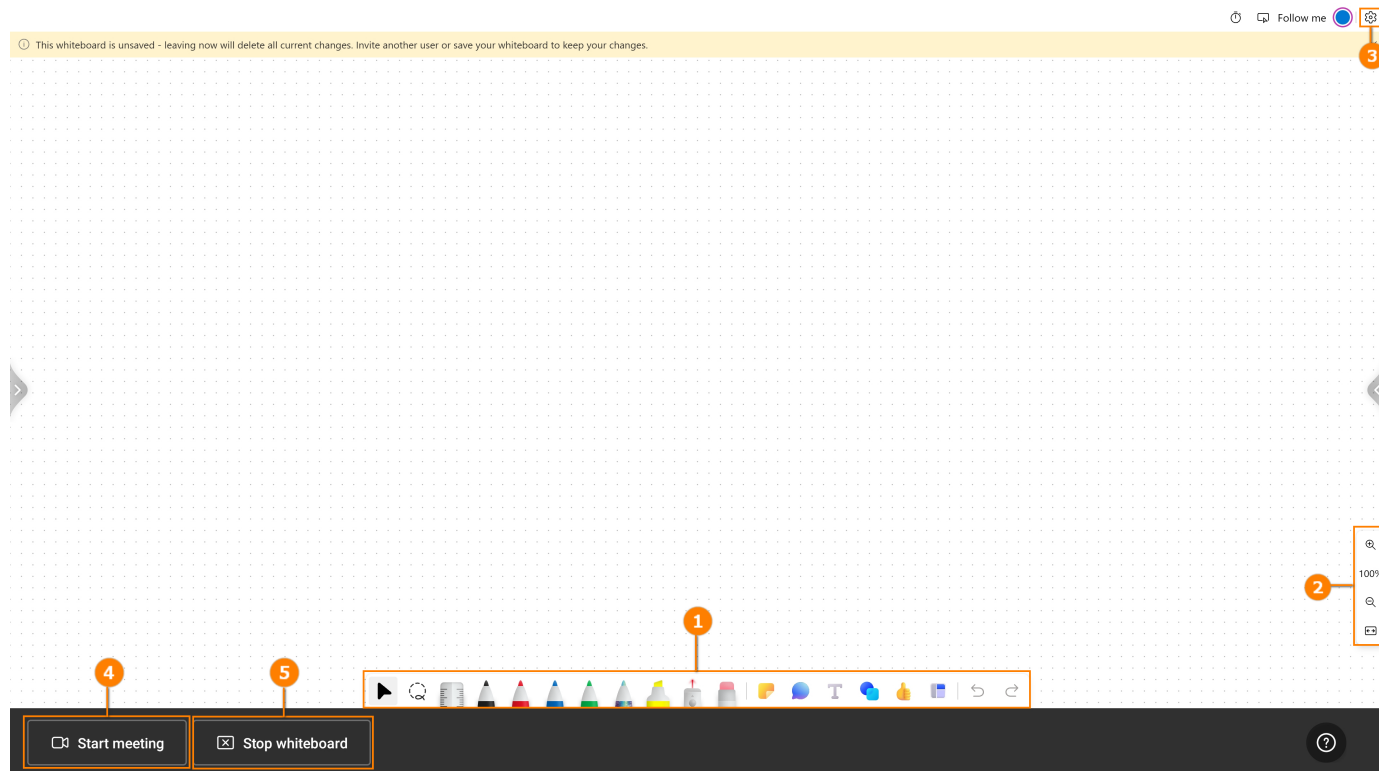 Follow me
3
This whiteboard is unsaved - leaving now will delete all current changes. Invite another user or save your whiteboard to keep your changes.
100%
2
1
4
5
T
Start meeting
Stop whiteboard
?